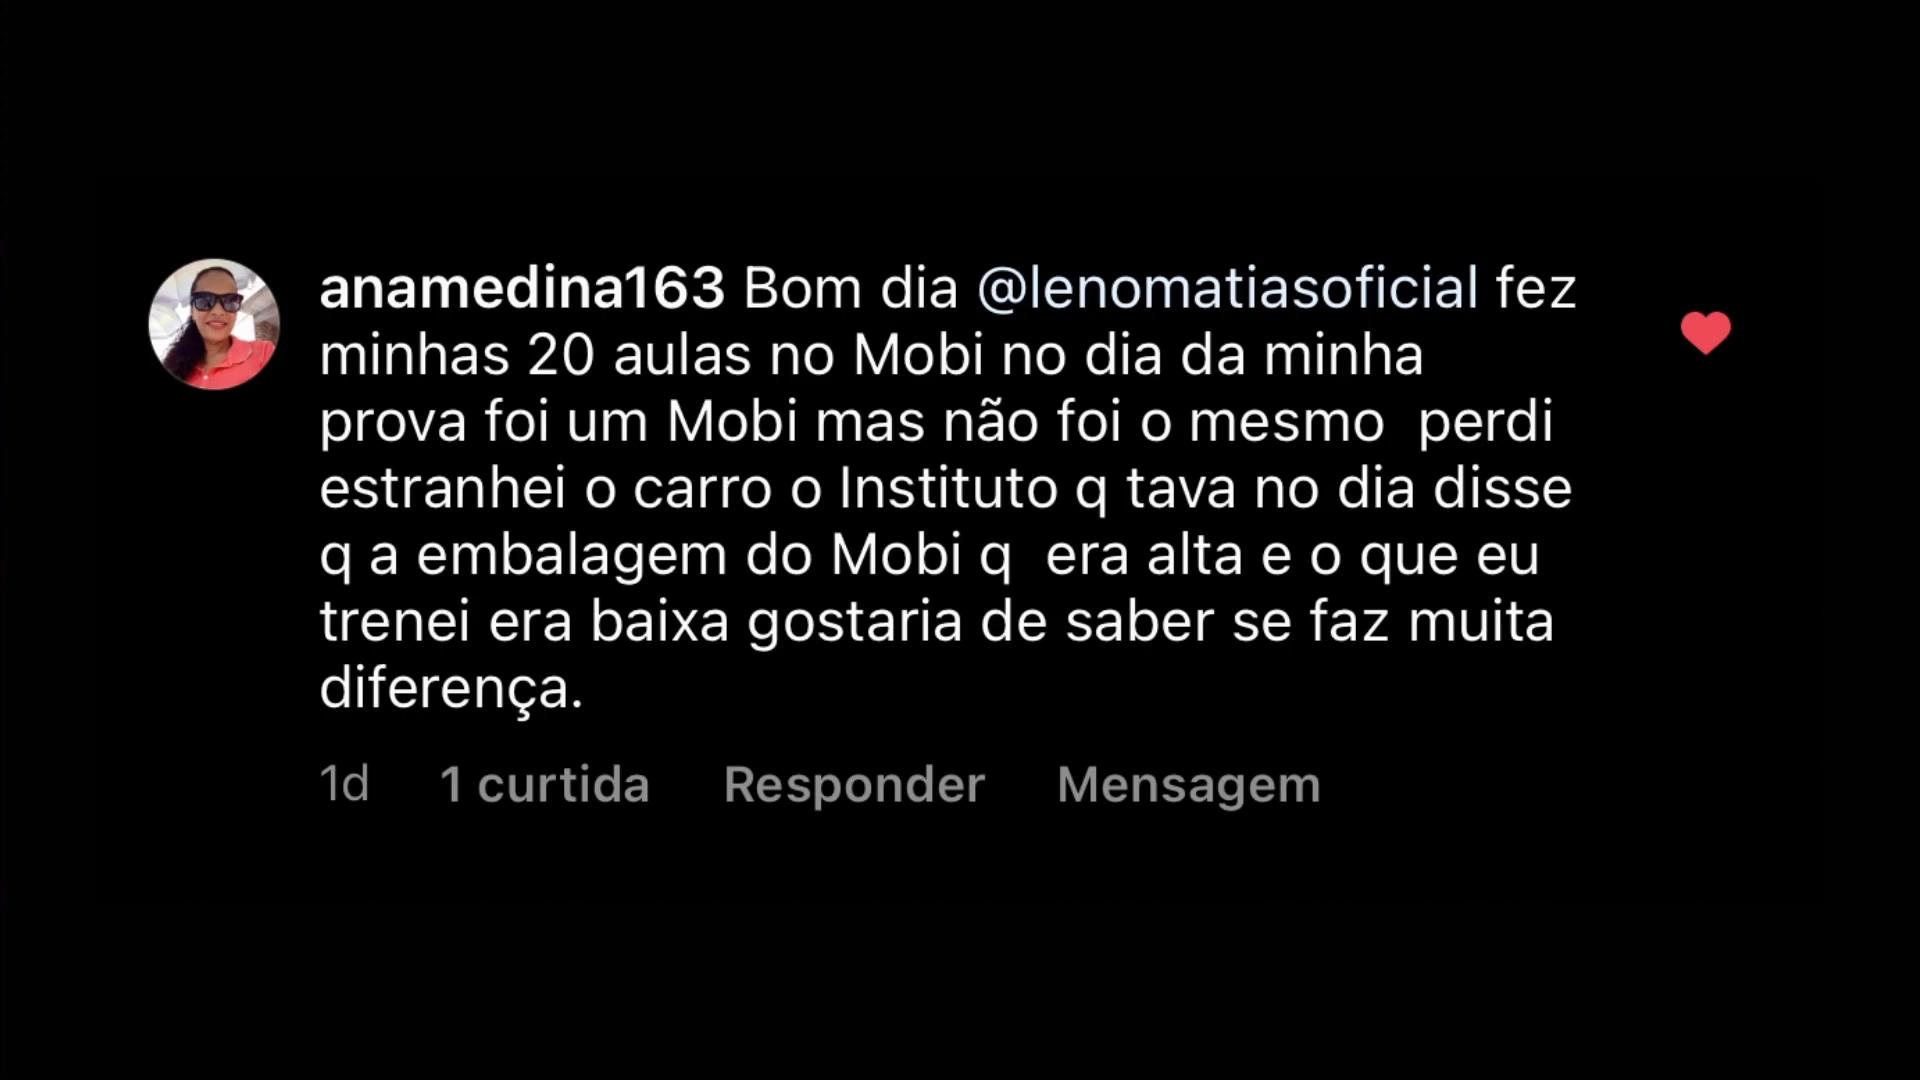 anamedina163 Bom dia @lenomatiasoficial fez
minhas 20 aulas no Mobi no dia da minha
prova foi um Mobi mas não foi o mesmo  perdi
estranhei o carro o Instituto q tava no dia disse
q a embalagem do Mobi q  era alta e o que eu
trenei era baixa gostaria de saber se faz muita
diferença.
1d 1 curtida Responder Mensagem